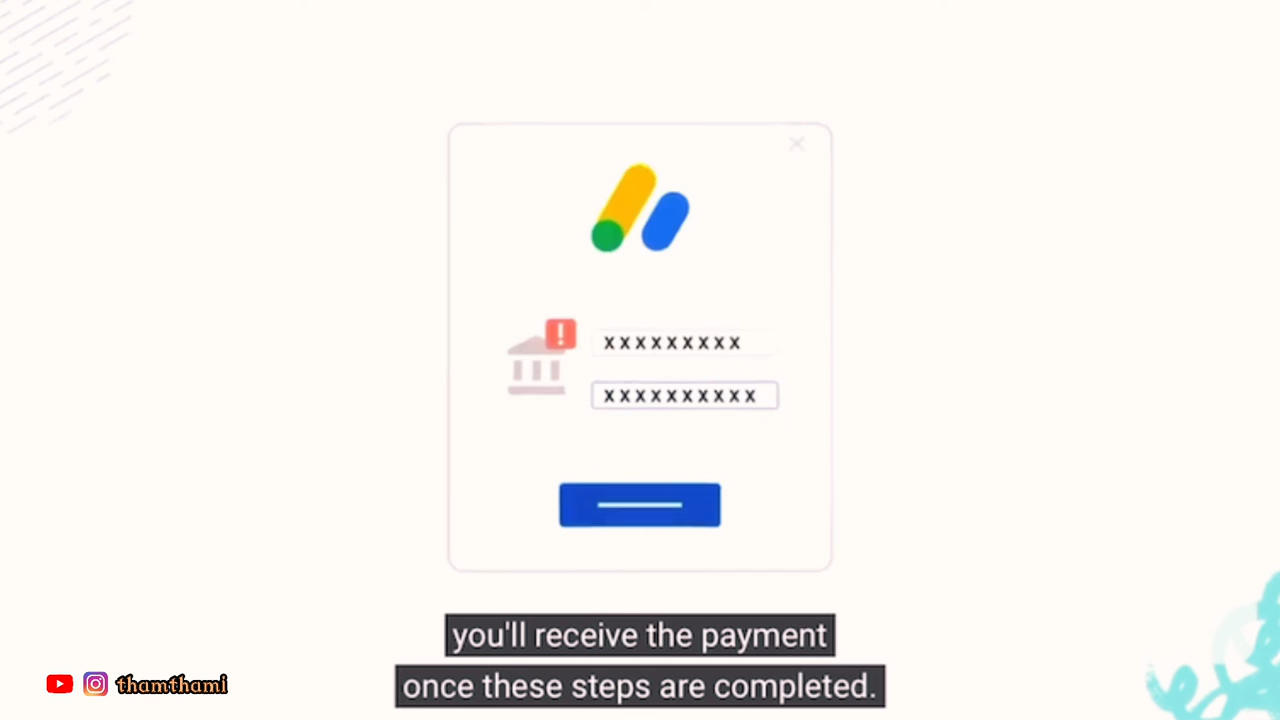 !
xxxxxxxxx
xxxxxxxxxx
you'll receive the payment
once these steps are completed.
thamthami